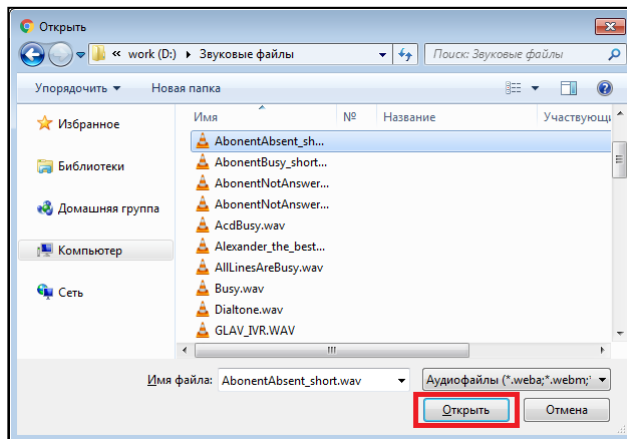 Открыть
« work (D:) ▸ Звуковые файлы
Поиск: Звуковые файлы
Упорядочить Новая папка
Имя № Название Участвующи
Избранное
Библиотеки
Домашняя группа
Компьютер
Сеть
AbonentAbsent_sh...
AbonentBusy_short...
AbonentNotAnswer...
AbonentNotAnswer...
AcdBusy.wav
Alexander_the_best...
AllLinesAreBusy.wav
Busy.wav
Dialtone.wav
GLAV_IVR.WAV
Имя файла: AbonentAbsent_short.wav Аудиофайлы (*.weba;*.webm;
Открыть Отмена